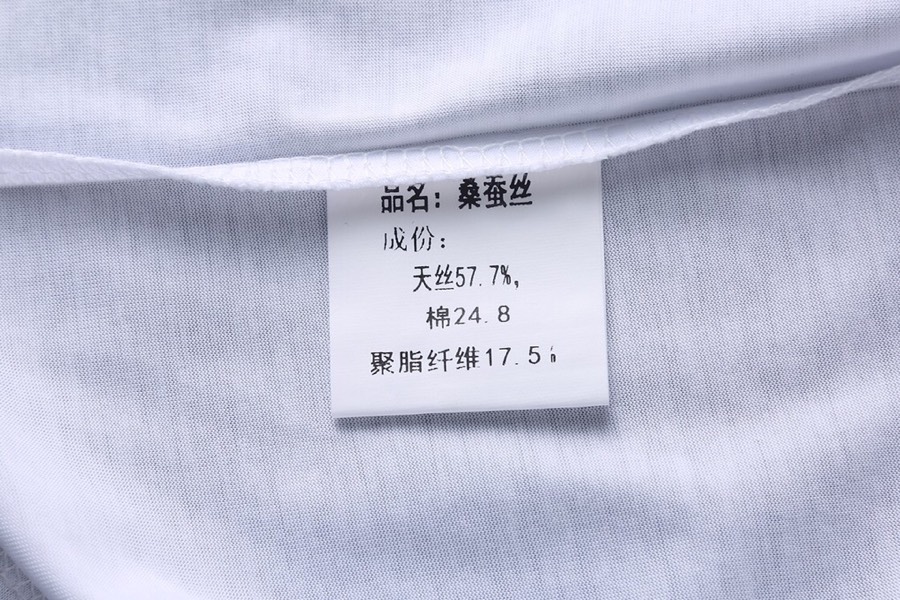 品名：桑蚕丝
成份：
天丝57.7%，
棉24.8
聚脂纤维17.5